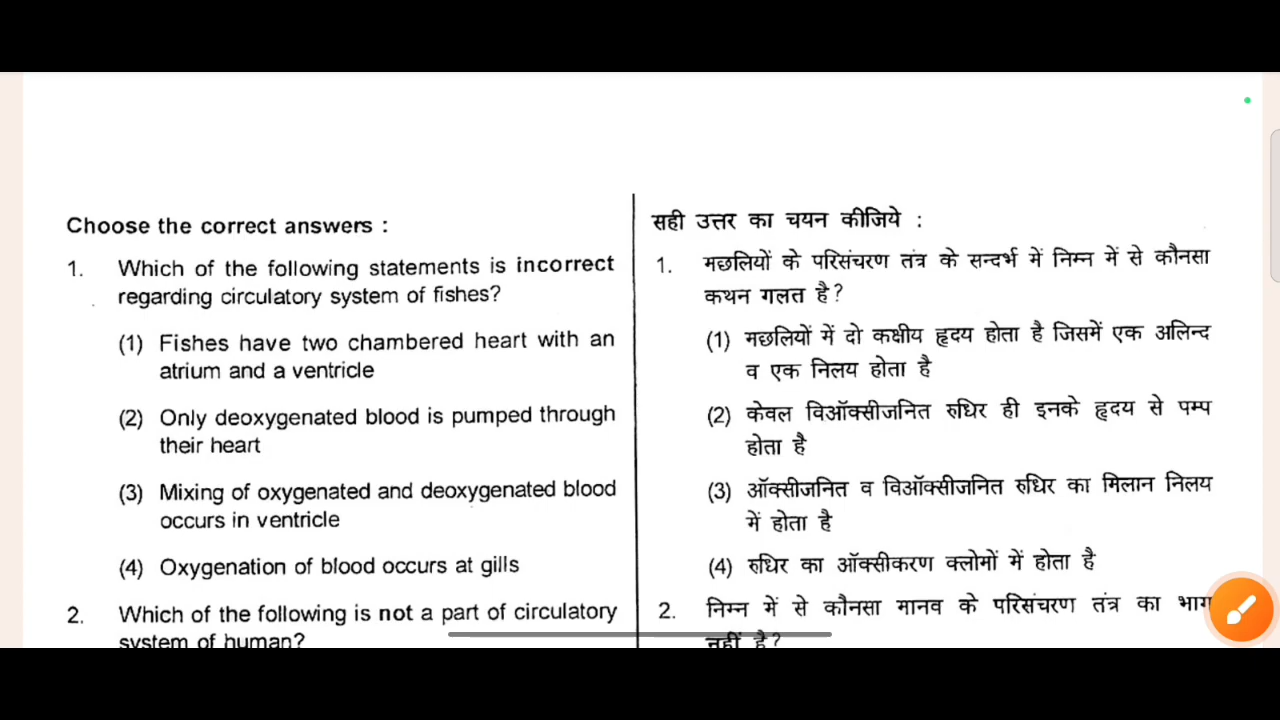 Choose the correct answers :
1. Which of the following statements is incorrect
regarding circulatory system of fishes?
(1) Fishes have two chambered heart with an
atrium and a ventricle
(2) Only deoxygenated blood is pumped through
their heart
(3) Mixing of oxygenated and deoxygenated blood
occurs in ventricle
(4) Oxygenation of blood occurs at gills
2. Which of the following is not a part of circulatory
system of human?
सही उत्तर का चयन कीजिये :
1. मछलियों के परिसंचरण तंत्र के सन्दर्भ में निम्न में से कौनसा
कथन गलत है?
(1) मछलियों में दो कक्षीय हृदय होता है जिसमें एक अलिन्द
व एक निलय होता है
(2) केवल विऑक्सीजनित रुधिर ही इनके हृदय से पम्प
होता है
(3) ऑक्सीजनित व विऑक्सीजनित रुधिर का मिलान निलय
में होता है
(4) रुधिर का ऑक्सीकरण क्लोमों में होता है
2. निम्न में से कौनसा मानव के परिसंचरण तंत्र का भाग
नहीं है?